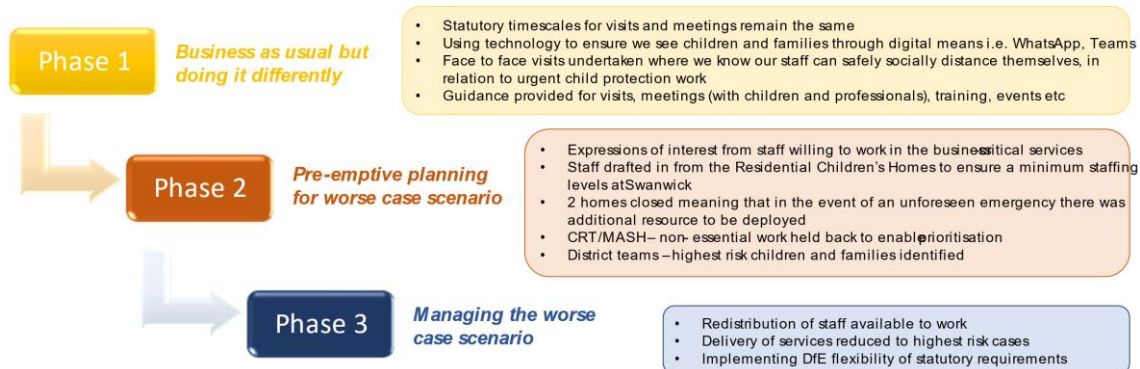 Phase 1
Business as usual but
doing it differently
• Statutory timescales for visits and meetings remain the same
• Using technology to ensure we see children and families through digital means i.e. WhatsApp, Teams
• Face to face visits undertaken where we know our staff can safely socially distance themselves, in
relation to urgent child protection work
• Guidance provided for visits, meetings (with children and professionals), training, events etc
Phase 2
Pre-emptive planning
for worse case scenario
• Expressions of interest from staff willing to work in the business-critical services
• Staff drafted in from the Residential Children's Homes to ensure a minimum staffing
levels at Swanwick
• 2 homes closed meaning that in the event of an unforeseen emergency there was
additional resource to be deployed
• CRT/MASH – non- essential work held back to enable prioritisation
• District teams – highest risk children and families identified
Phase 3
Managing the worse
case scenario
• Redistribution of staff available to work
• Delivery of services reduced to highest risk cases
• Implementing DfE flexibility of statutory requirements